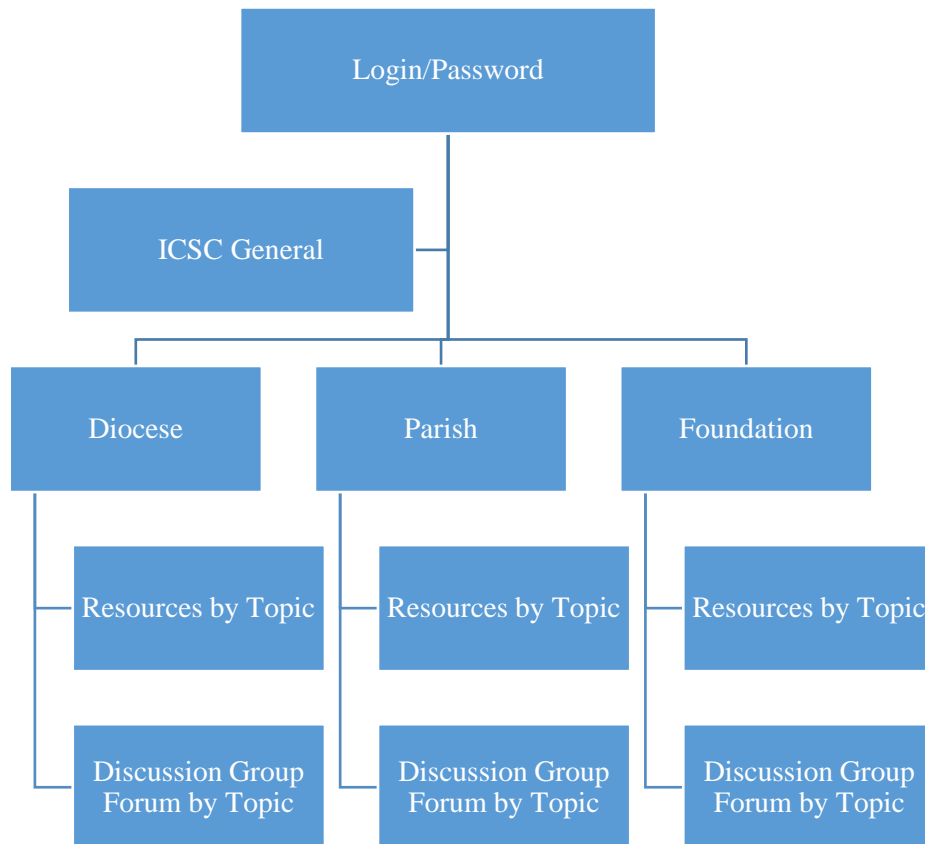 Login/Password
ICSC General
Diocese
Parish
Foundation
Resources by Topic
Resources by Topic
Resources by Topic
Discussion Group
Forum by Topic
Discussion Group
Forum by Topic
Discussion Group
Forum by Topic